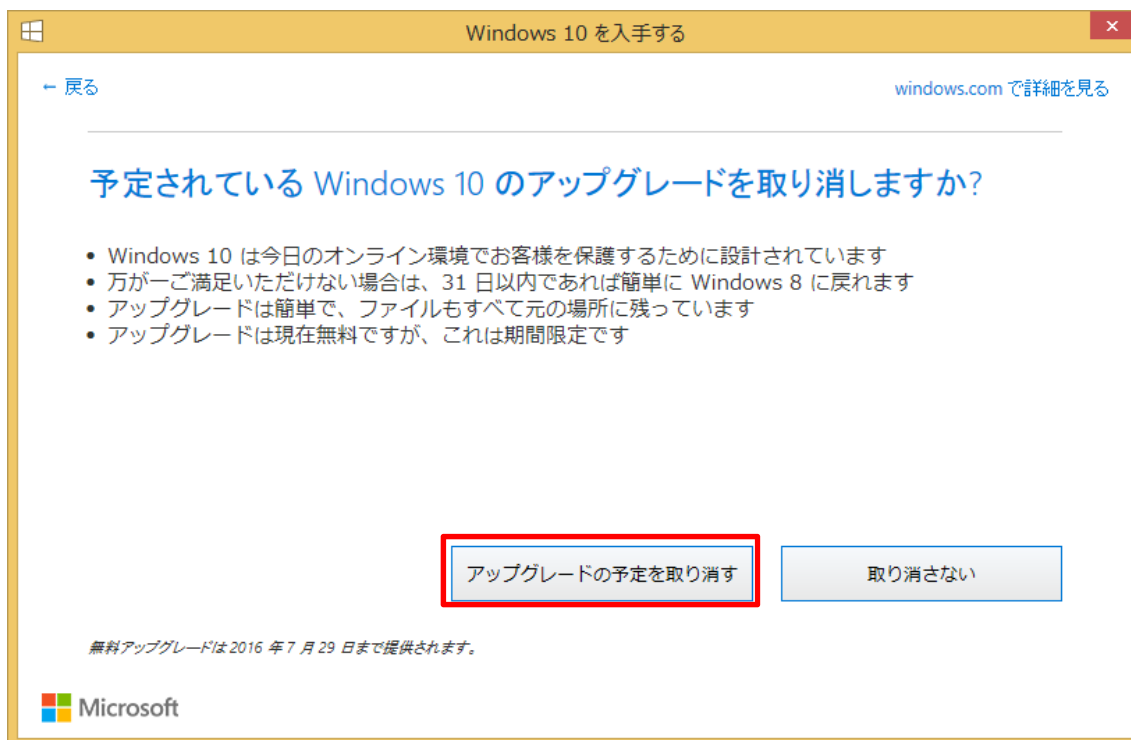 Windows 10 を入手する
← 戻る
windows.com で詳細を見る
予定されている Windows 10 のアップグレードを取り消しますか?
• Windows 10 は今日のオンライン環境でお客様を保護するために設計されています
• 万が一ご満足いただけない場合は、31 日以内であれば簡単に Windows 8 に戻れます
• アップグレードは簡単で、ファイルもすべて元の場所に残っています
• アップグレードは現在無料ですが、これは期間限定です
アップグレードの予定を取り消す
取り消さない
無料アップグレードは 2016 年 7 月 29 日まで提供されます。
Microsoft